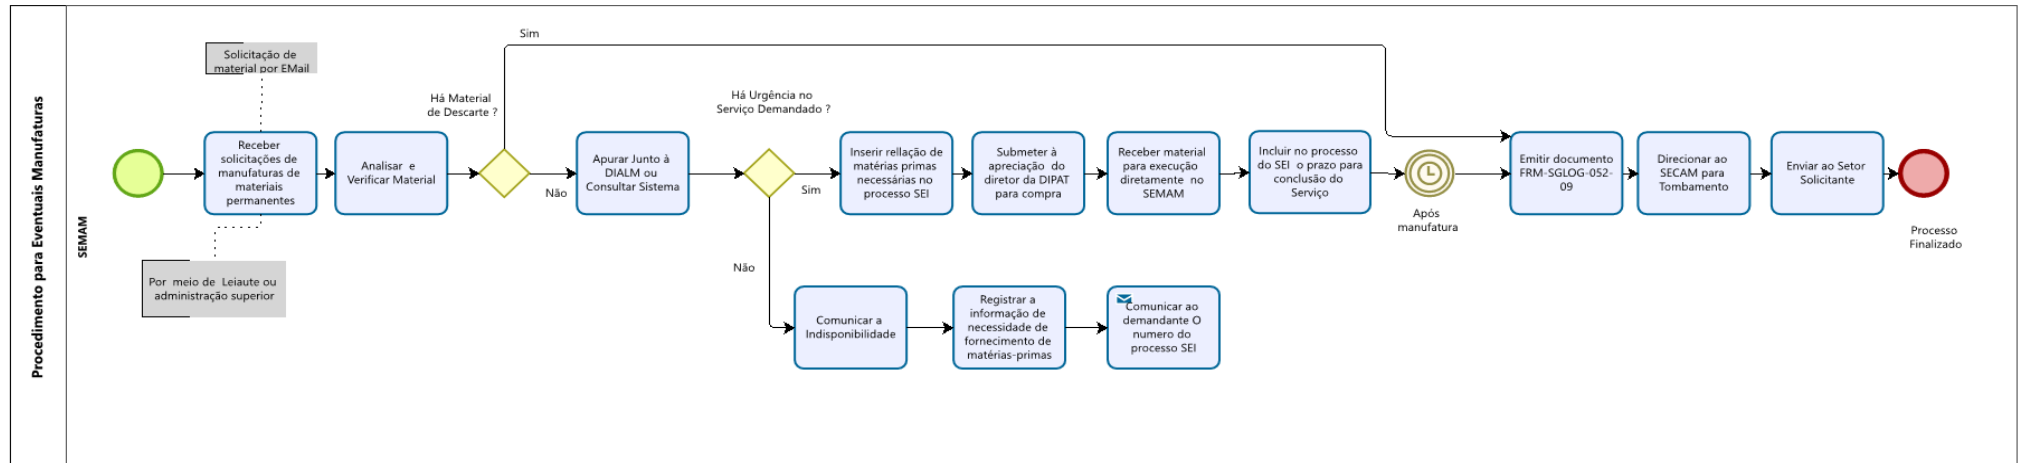 Procedimento para Eventuais Manufaturas
SEMAM
Solicitação de
material por EMail
Por meio de Leiaute ou
administração superior
Receber
solicitações de
manufaturas de
materiais
permanentes
Analisar e
Verificar Material
Há Material
de Descarte ?
Sim
Não
Apurar Junto à
DIALM ou
Consultar Sistema
Há Urgência no
Serviço Demandado ?
Sim
Não
Inserir rellação de
matérias primas
necessárias no
processo SEI
Submeter à
apreciação do
diretor da DIPAT
para compra
Receber material
para execução
diretamente no
SEMAM
Incluir no processo
do SEI o prazo para
conclusão do
Serviço
Após
manufatura
Emitir documento
FRM-SGLOG-052-
09
Direcionar ao
SECAM para
Tombamento
Enviar ao Setor
Solicitante
Processo
Finalizado
Comunicar a
Indisponibilidade
Registrar a
informação de
necessidade de
fornecimento de
matérias-primas
Comunicar ao
demandante O
numero do
processo SEI